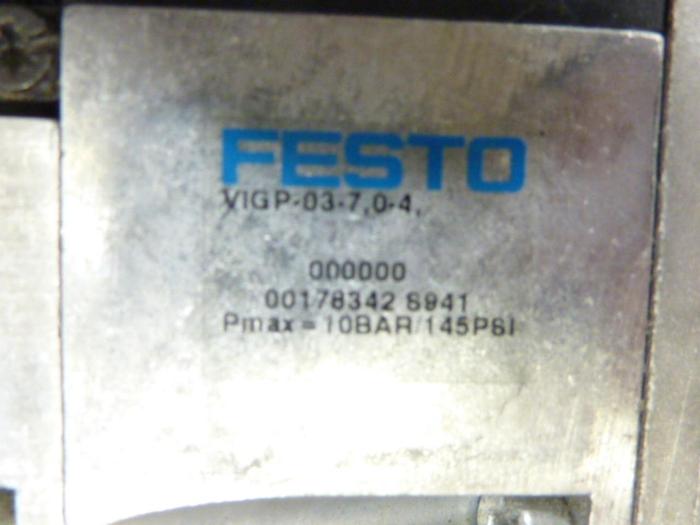 FESTO
VIGP-03-7,0-4,
000000
00178342 S941
Pmax = 10BAR/145PSI